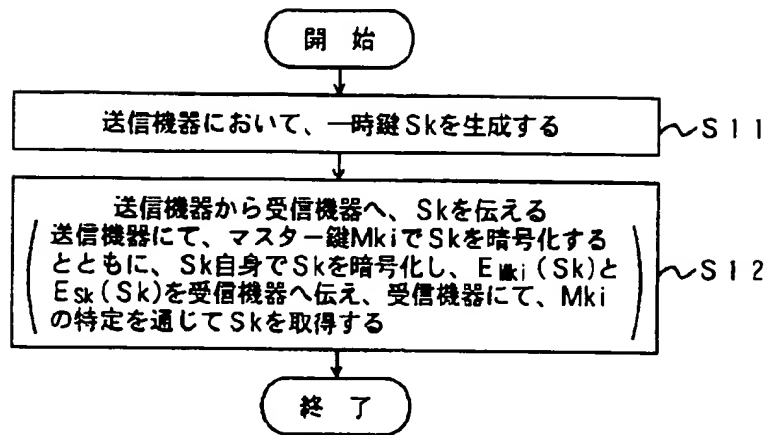 開 始
送信機器において、一時鍵Skを生成する
S11
送信機器から受信機器へ、Skを伝える
送信機器にて、マスター鍵Mkiで Skを暗号化する
とともに、Sk自身でSkを暗号化し、EMki(Sk)と
ESk(Sk)を受信機器へ伝え、受信機器にて、Mki
の特定を通じてSkを取得する
S12
終 了